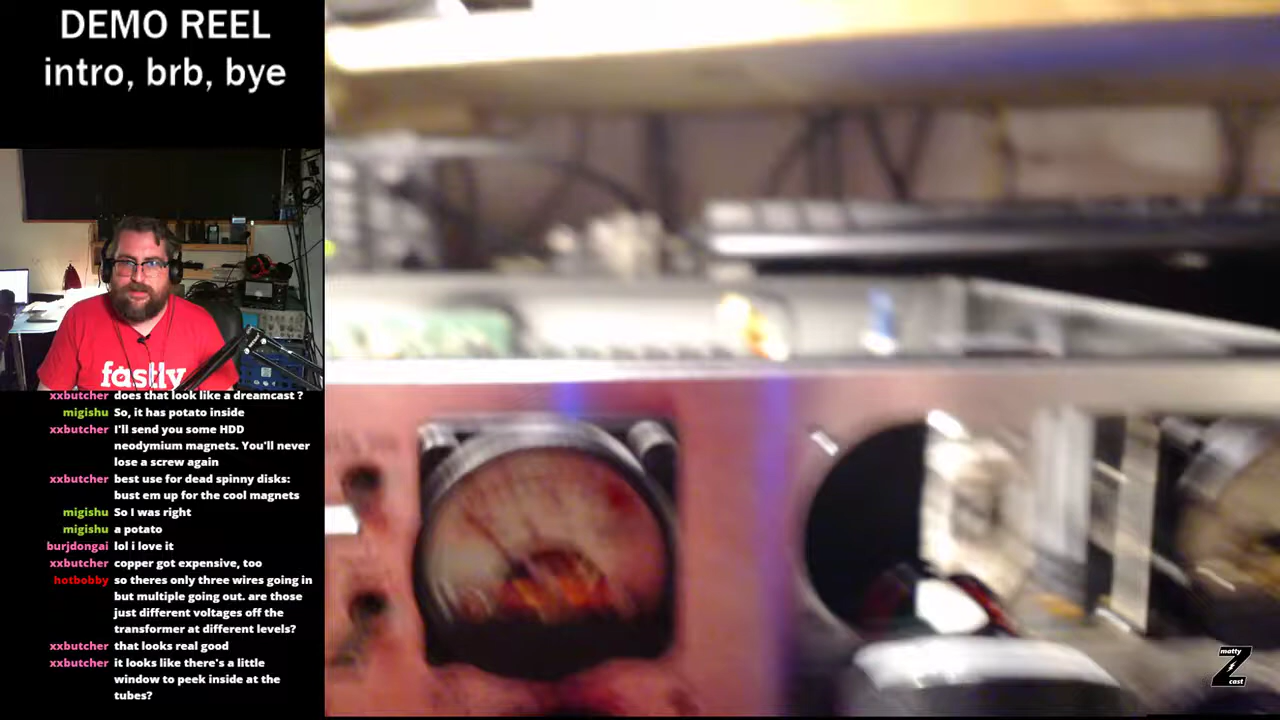 DEMO REEL
intro, brb, bye
fastly
xxbutcher does that look like a dreamcast ?
migishu So, it has potato inside
xxbutcher I'll send you some HDD
neodymium magnets. You'll never
lose a screw again
xxbutcher best use for dead spinny disks:
bust em up for the cool magnets
migishu So I was right
migishu a potato
burjdongai lol i love it
xxbutcher copper got expensive, too
hotbobby so theres only three wires going in
but multiple going out. are those
just different voltages off the
transformer at different levels?
xxbutcher that looks real good
xxbutcher it looks like there's a little
window to peek inside at the
tubes?
matty
Z
cast